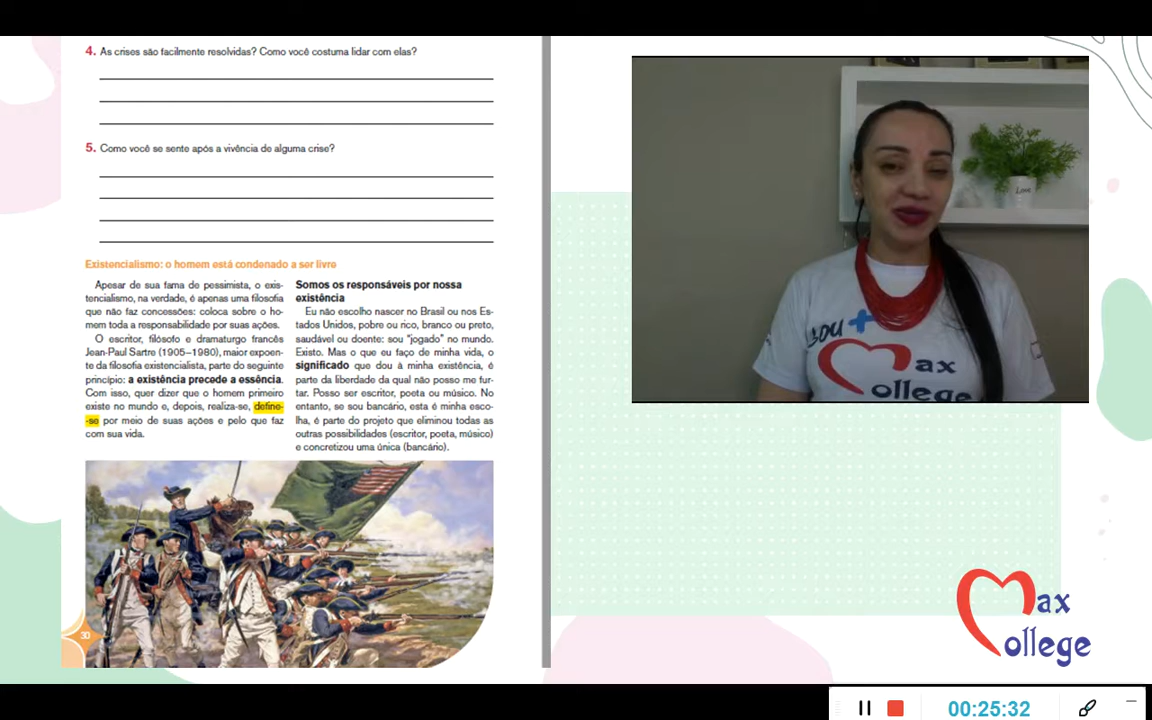 4. As crises são facilmente resolvidas? Como você costuma lidar com elas?
5. Como você se sente após a vivência de alguma crise?
Existencialismo: o homem está condenado a ser livre
Apesar de sua fama de pessimista, o exis-
tencialismo, na verdade, é apenas uma filosofia
que não faz concessões: coloca sobre o ho-
mem toda a responsabilidade por suas ações.
O escritor, filósofo e dramaturgo francês
Jean-Paul Sartre (1905–1980), maior expoen-
te da filosofia existencialista, parte do seguinte
princípio: a existência precede a essência.
Com isso, quer dizer que o homem primeiro
existe no mundo e, depois, realiza-se, define-
-se por meio de suas ações e pelo que faz
com sua vida.
Somos os responsáveis por nossa
existência
Eu não escolho nascer no Brasil ou nos Es-
tados Unidos, pobre ou rico, branco ou preto,
saudável ou doente: sou "jogado" no mundo.
Existo. Mas o que eu faço de minha vida, o
significado que dou à minha existência, é
parte da liberdade da qual não posso me fur-
tar. Posso ser escritor, poeta ou músico. No
entanto, se sou bancário, esta é minha esco-
lha, é parte do projeto que eliminou todas as
outras possibilidades (escritor, poeta, músico)
e concretizou uma única (bancário).
30
Love
Sou +
Max
College
Max
College
00:25:32